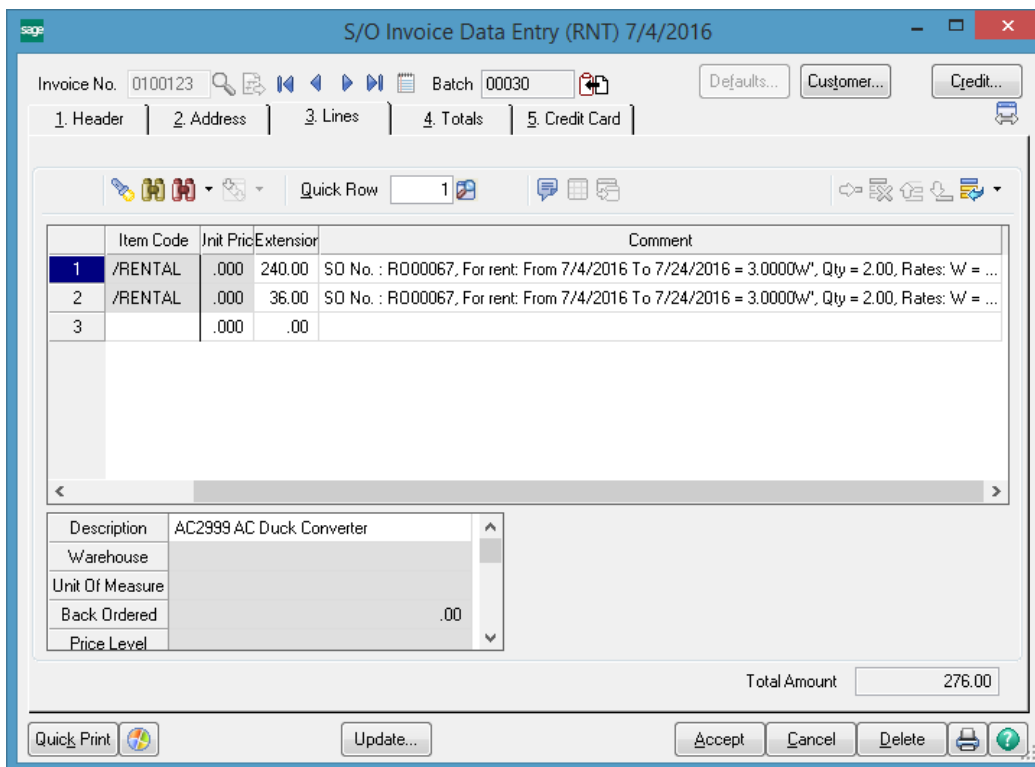 sage
S/O Invoice Data Entry (RNT) 7/4/2016
Invoice No. 0100123 Batch 00030 Defaults... Customer... Credit...
1. Header 2. Address 3. Lines 4. Totals 5. Credit Card
Quick Row 1
Item Code Unit Pric Extension Comment
1 /RENTAL .000 240.00 SO No. : RO00067, For rent: From 7/4/2016 To 7/24/2016 = 3.0000W", Qty = 2.00, Rates: W = ...
2 /RENTAL .000 36.00 SO No. : RO00067, For rent: From 7/4/2016 To 7/24/2016 = 3.0000W", Qty = 2.00, Rates: W = ...
3 .000 .00
Description AC2999 AC Duck Converter
Warehouse
Unit Of Measure
Back Ordered .00
Price Level
Total Amount 276.00
Quick Print Update... Accept Cancel Delete